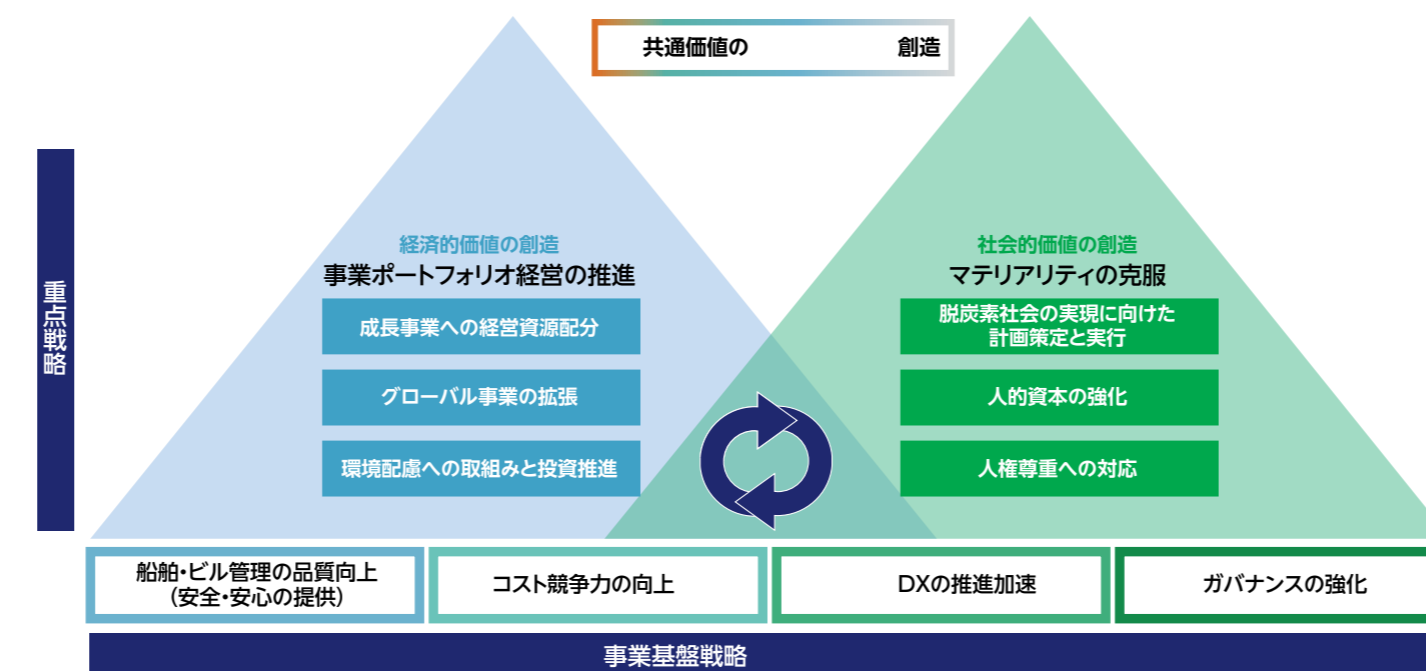 共通価値の 創造
重点戦略
経済的価値の創造
事業ポートフォリオ経営の推進
成長事業への経営資源配分
グローバル事業の拡張
環境配慮への取組みと投資推進
社会的価値の創造
マテリアリティの克服
脱炭素社会の実現に向けた
計画策定と実行
人的資本の強化
人権尊重への対応
船舶・ビル管理の品質向上
（安全・安心の提供）
コスト競争力の向上
DXの推進加速
ガバナンスの強化
事業基盤戦略